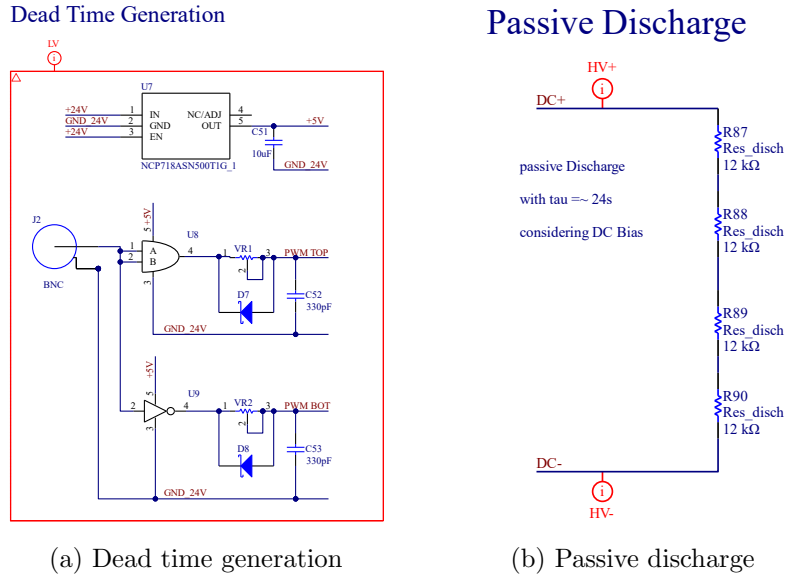 Dead Time Generation
LV
i
U7
+24V 1 IN NC/ADJ 4
GND_24V 2 GND OUT 5 C51 +5V
+24V 3 EN
10uF
GND_24V
NCP718ASN500T1G_1
J2
BNC
+5V
5
U8
1 A
2 B
4
3
VR1
1 3
2
PWM TOP
D7
C52
330pF
GND_24V
+5V
5
U9
2 4
3
VR2
1 3
2
PWM BOT
D8
C53
330pF
GND_24V
(a) Dead time generation
Passive Discharge
HV+
i
DC+
passive Discharge
with tau =~ 24s
considering DC Bias
R87
Res_disch
12 kΩ
R88
Res_disch
12 kΩ
R89
Res_disch
12 kΩ
R90
Res_disch
12 kΩ
DC-
i
HV-
(b) Passive discharge